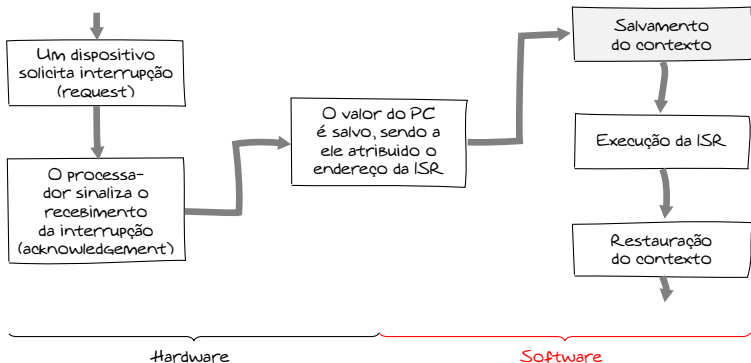 Um dispositivo
solicita interrupção
(request)
O processa-
dor sinaliza o
recebimento
da interrupção
(acknowledgement)
O valor do PC
é salvo, sendo a
ele atribuido o
endereço da ISR
Salvamento
do contexto
Execução da ISR
Restauração
do contexto
Hardware
Software